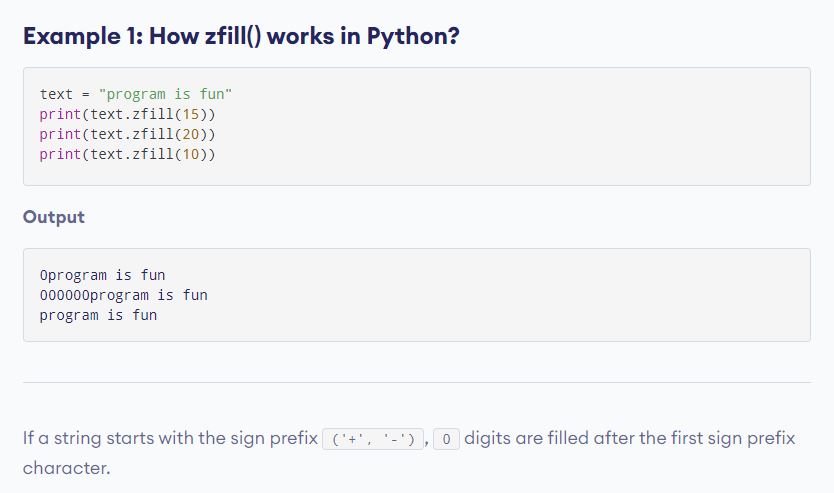 Example 1: How zfill() works in Python?
text = "program is fun"
print(text.zfill(15))
print(text.zfill(20))
print(text.zfill(10))
Output
0program is fun
000000program is fun
program is fun
If a string starts with the sign prefix ('+', '-'), 0 digits are filled after the first sign prefix
character.